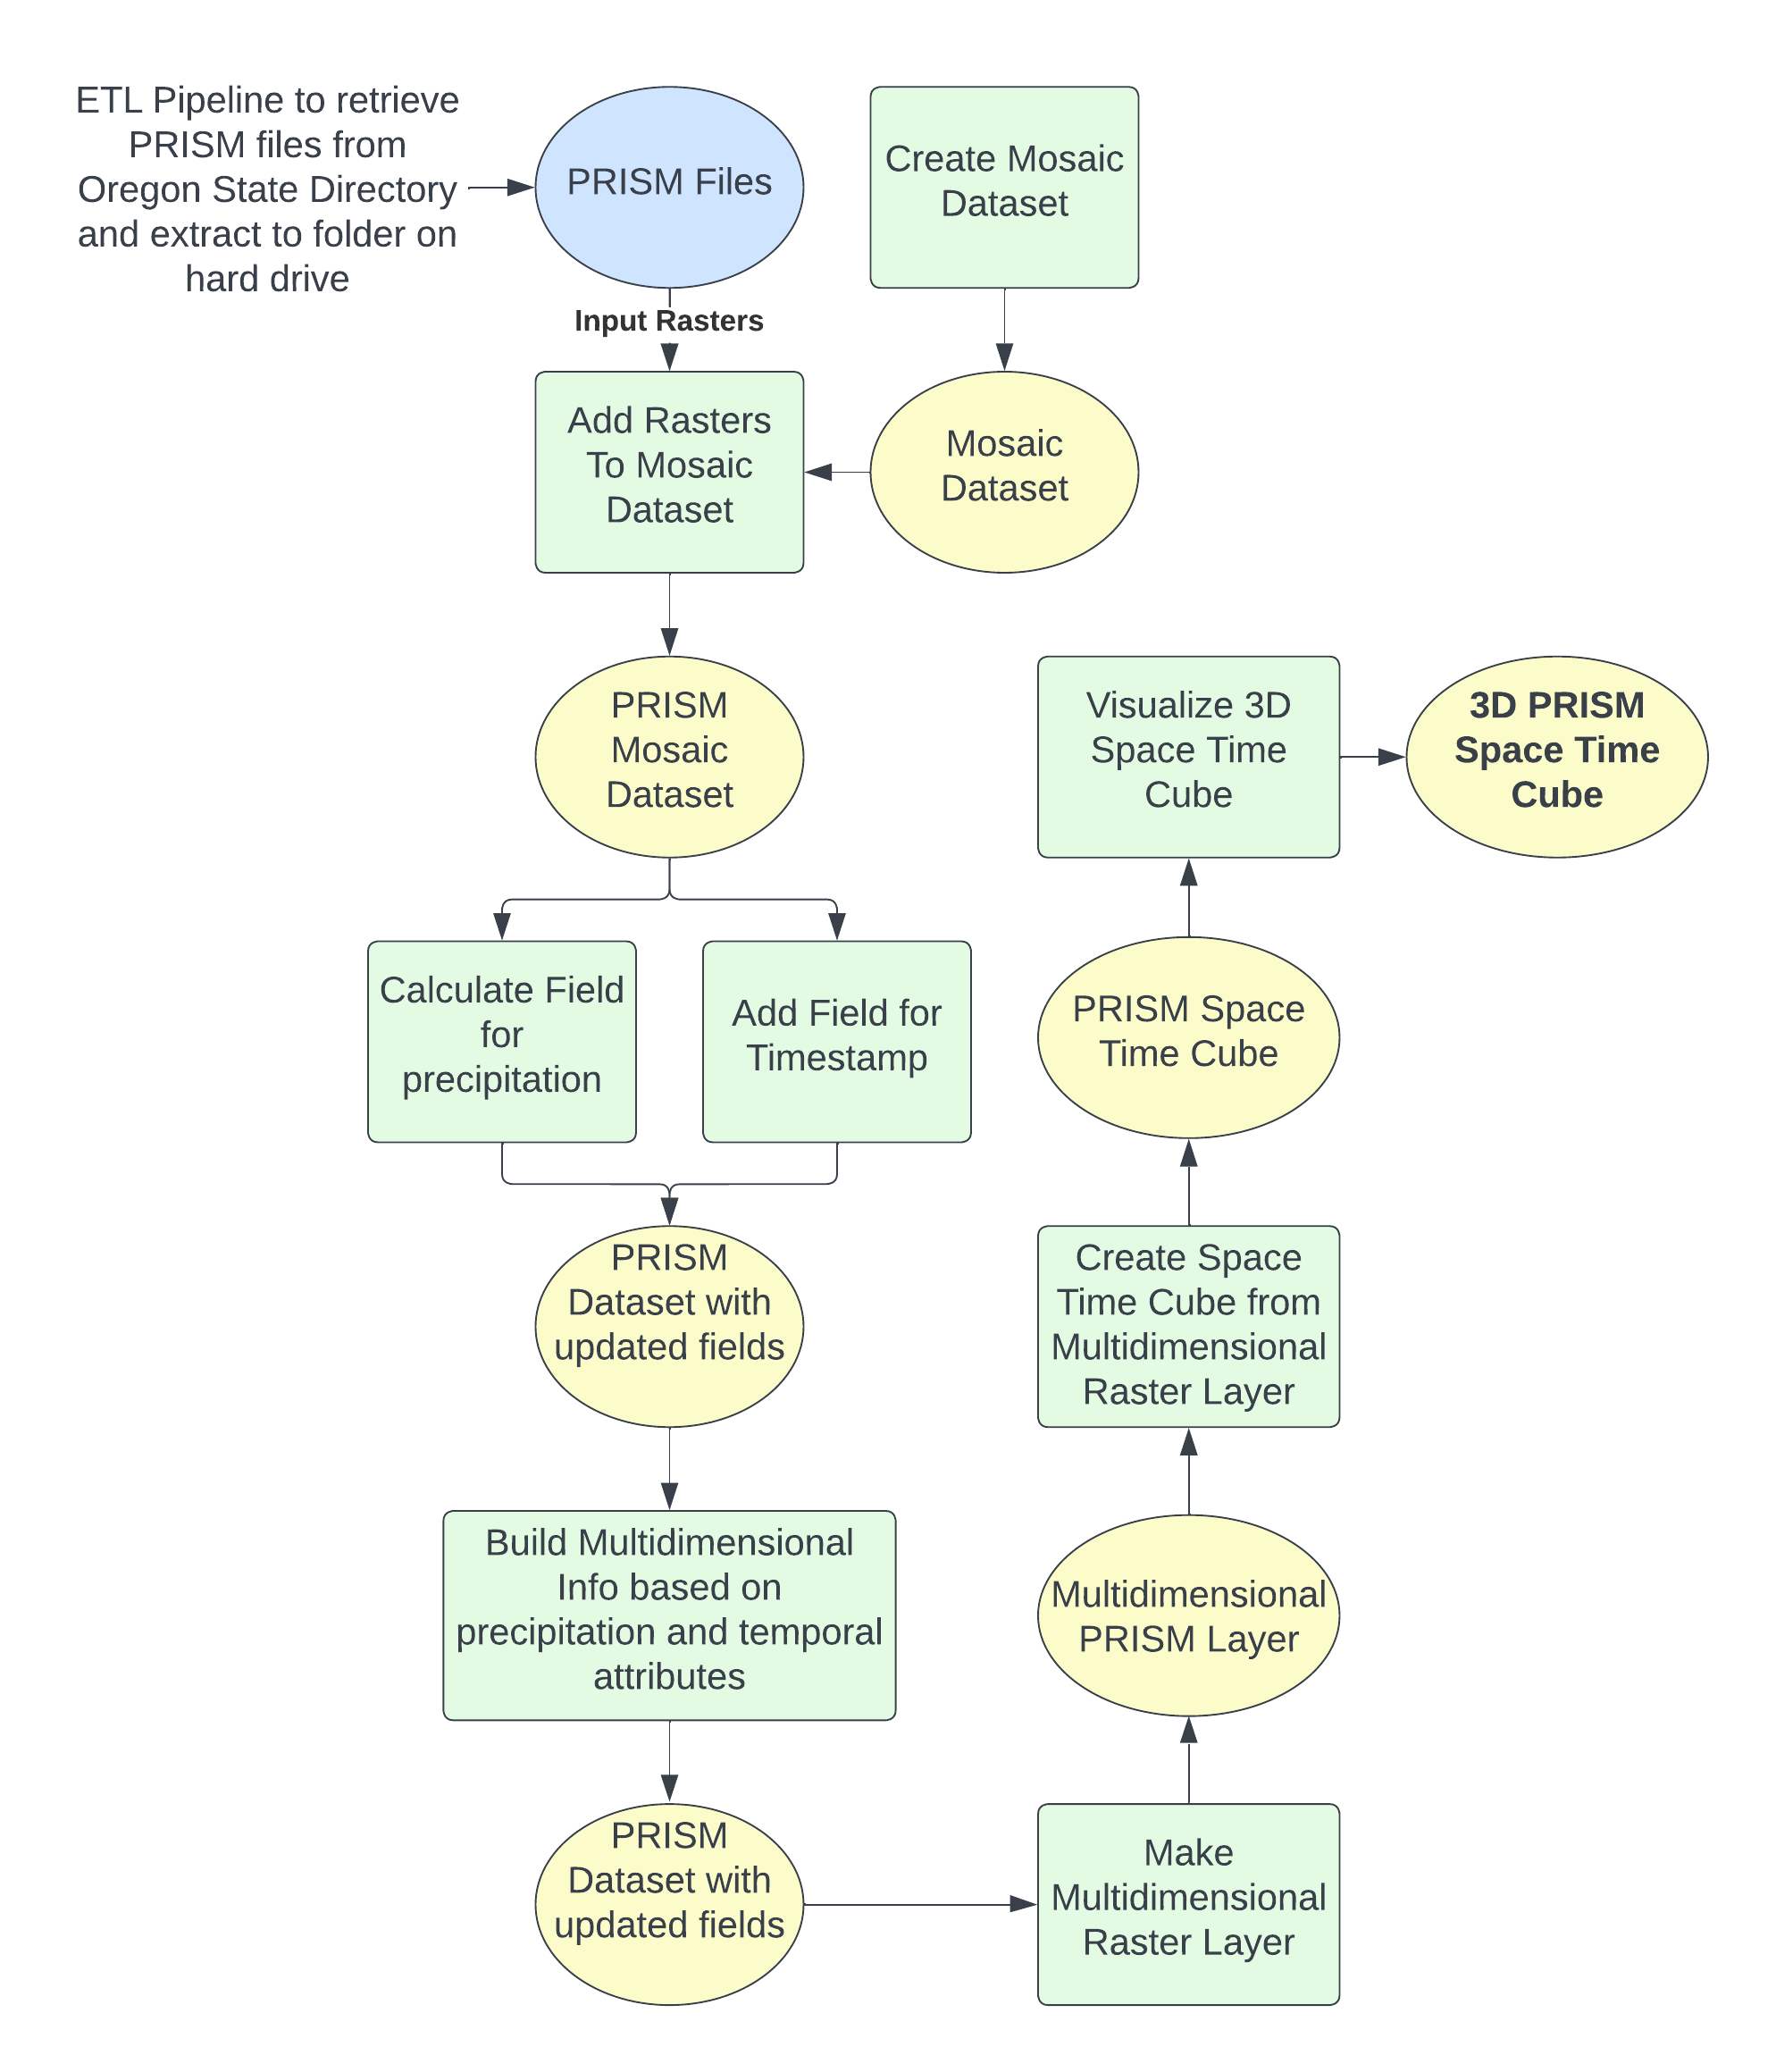 ETL Pipeline to retrieve
PRISM files from
Oregon State Directory
and extract to folder on
hard drive
PRISM Files
Create Mosaic
Dataset
Input Rasters
Add Rasters
To Mosaic
Dataset
Mosaic
Dataset
PRISM
Mosaic
Dataset
Calculate Field
for
precipitation
Add Field for
Timestamp
PRISM
Dataset with
updated fields
Build Multidimensional
Info based on
precipitation and temporal
attributes
PRISM
Dataset with
updated fields
Make
Multidimensional
Raster Layer
Multidimensional
PRISM Layer
Create Space
Time Cube from
Multidimensional
Raster Layer
PRISM Space
Time Cube
Visualize 3D
Space Time
Cube
3D PRISM
Space Time
Cube